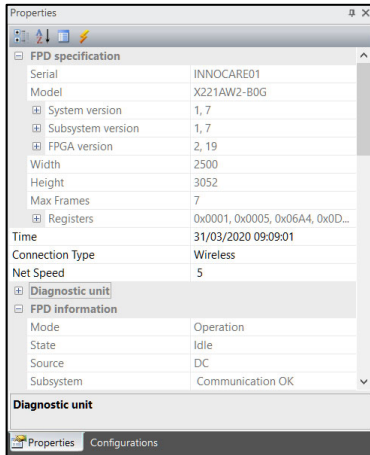 Properties
FPD specification
Serial INNOCARE01
Model X221AW2-B0G
System version 1, 7
Subsystem version 1, 7
FPGA version 2, 19
Width 2500
Height 3052
Max Frames 7
Registers 0x0001, 0x0005, 0x06A4, 0x0D...
Time 31/03/2020 09:09:01
Connection Type Wireless
Net Speed 5
Diagnostic unit
FPD information
Mode Operation
State Idle
Source DC
Subsystem Communication OK
Diagnostic unit
Properties Configurations